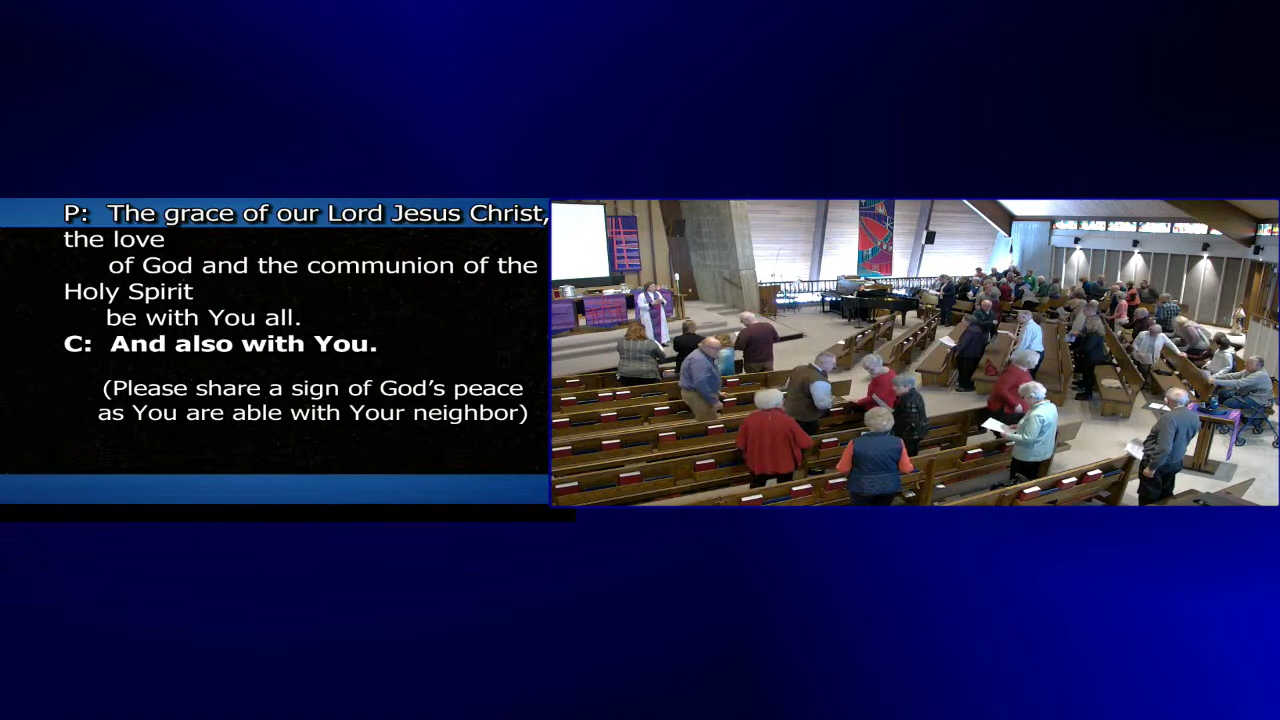 P: The grace of our Lord Jesus Christ,
the love
of God and the communion of the
Holy Spirit
be with You all.
C: And also with You.
(Please share a sign of God's peace
as You are able with Your neighbor)